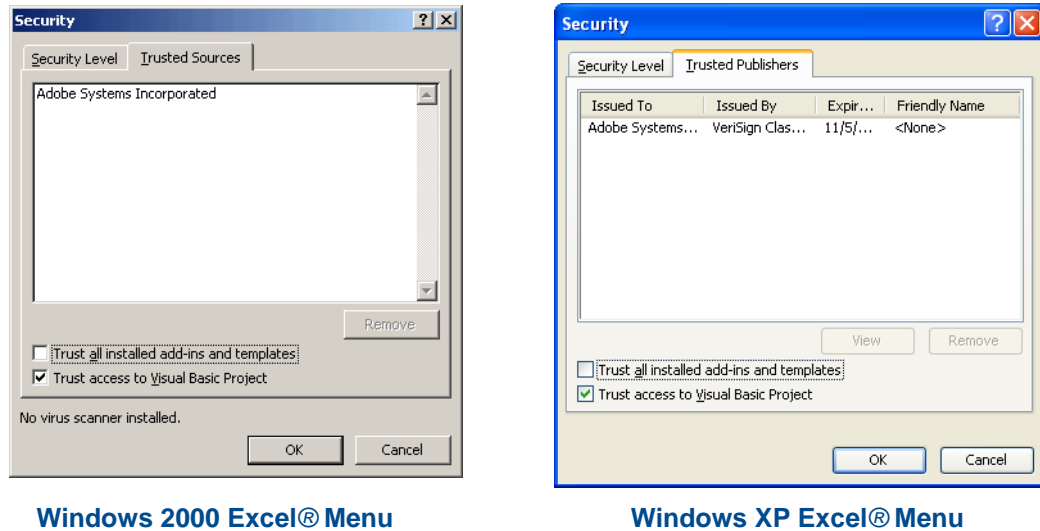 Security
Security Level Trusted Sources
Adobe Systems Incorporated
Remove
Trust all installed add-ins and templates
Trust access to Visual Basic Project
No virus scanner installed.
OK Cancel
Windows 2000 Excel® Menu
Security
Security Level Trusted Publishers
Issued To Issued By Expir... Friendly Name
Adobe Systems... VeriSign Clas... 11/5/... <None>
View Remove
Trust all installed add-ins and templates
Trust access to Visual Basic Project
OK Cancel
Windows XP Excel® Menu